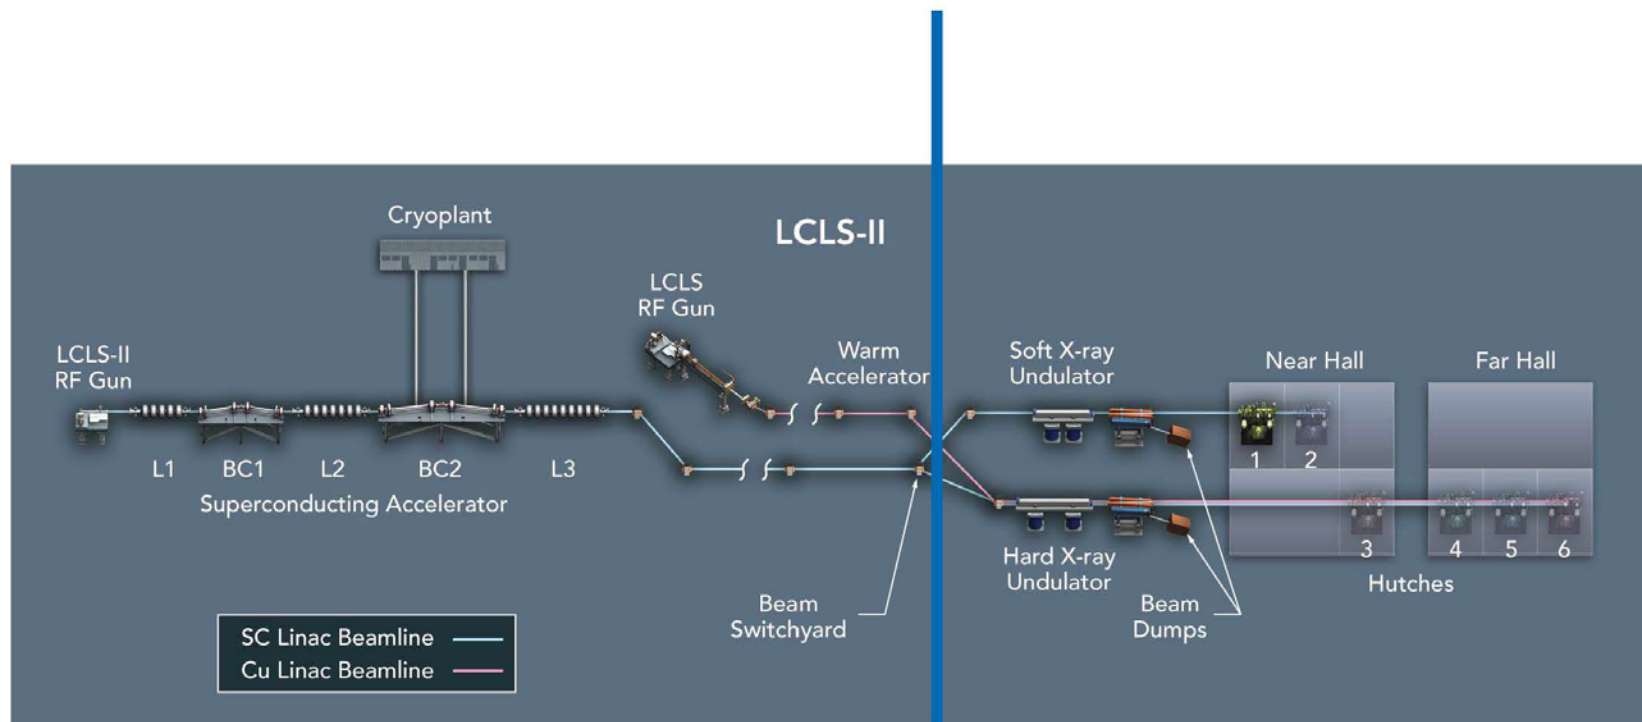 Cryoplant
LCLS-II
LCLS
RF Gun
LCLS-II
RF Gun
Warm
Accelerator
Soft X-ray
Undulator
Near Hall
Far Hall
L1
BC1
L2
BC2
L3
Superconducting Accelerator
1
2
3
4
5
6
Hard X-ray
Undulator
Hutches
Beam
Switchyard
Beam
Dumps
SC Linac Beamline
Cu Linac Beamline